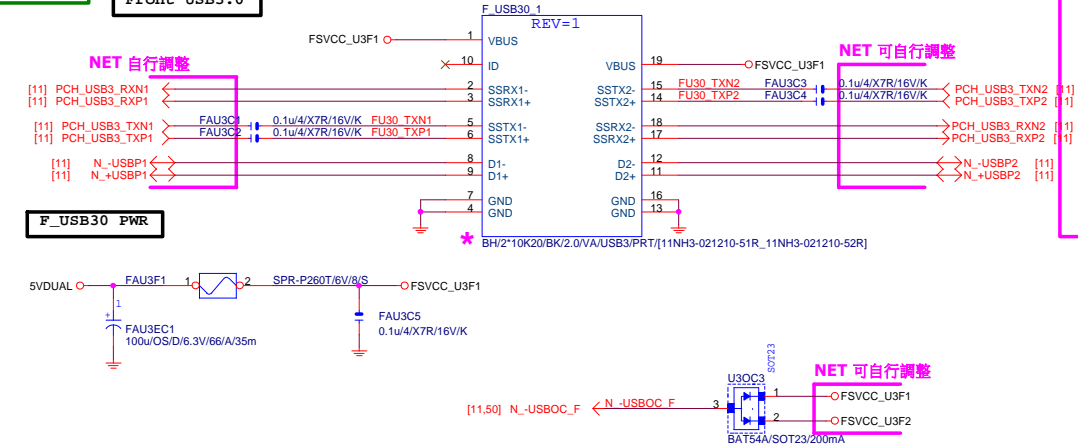 Front USB3.0
F_USB30_1
REV=1
FSVCC_U3F1
1
VBUS
10
ID
VBUS
19
FSVCC_U3F1
NET 自行調整
NET 可自行調整
[11] PCH_USB3_RXN1
2
SSRX1-
[11] PCH_USB3_RXP1
3
SSRX1+
SSTX2-
15
FU30_TXN2
FAU3C3
0.1u/4/X7R/16V/K
PCH_USB3_TXN2 [11]
SSTX2+
14
FU30_TXP2
FAU3C4
0.1u/4/X7R/16V/K
PCH_USB3_TXP2 [11]
[11] PCH_USB3_TXN1
FAU3C1
0.1u/4/X7R/16V/K
FU30_TXN1
5
SSTX1-
[11] PCH_USB3_TXP1
FAU3C2
0.1u/4/X7R/16V/K
FU30_TXP1
6
SSTX1+
SSRX2-
18
PCH_USB3_RXN2 [11]
SSRX2+
17
PCH_USB3_RXP2 [11]
[11] N_-USBP1
8
D1-
[11] N_+USBP1
9
D1+
D2-
12
N_-USBP2 [11]
D2+
11
N_+USBP2 [11]
7
GND
4
GND
GND
16
GND
13
* BH/2*10K20/BK/2.0/VA/USB3/PRT/[11NH3-021210-51R_11NH3-021210-52R]
F_USB30 PWR
5VDUAL
FAU3F1
1
2
SPR-P260T/6V/8/S
FSVCC_U3F1
+
1
FAU3EC1
100u/OS/D/6.3V/66/A/35m
FAU3C5
0.1u/4/X7R/16V/K
SOT23
U3OC3
NET 可自行調整
[11,50] N_-USBOC_F
N_-USBOC_F
3
1
FSVCC_U3F1
2
FSVCC_U3F2
BAT54A/SOT23/200mA